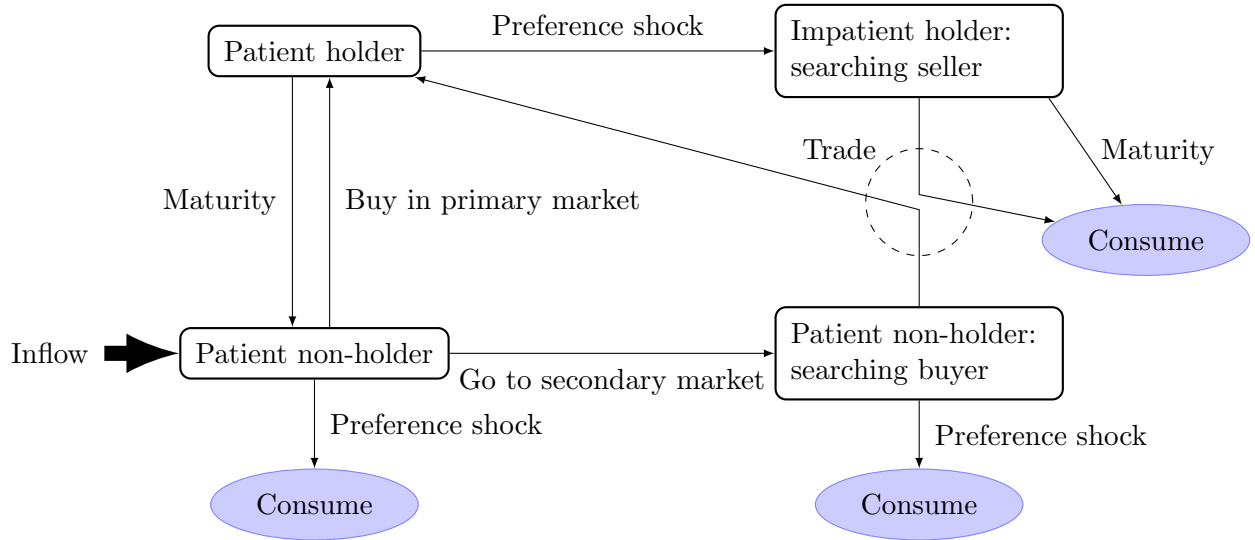 Patient holder
Preference shock
Impatient holder:
searching seller
Trade
Maturity
Maturity
Buy in primary market
Consume
Inflow
Patient non-holder
Go to secondary market
Patient non-holder:
searching buyer
Preference shock
Preference shock
Consume
Consume